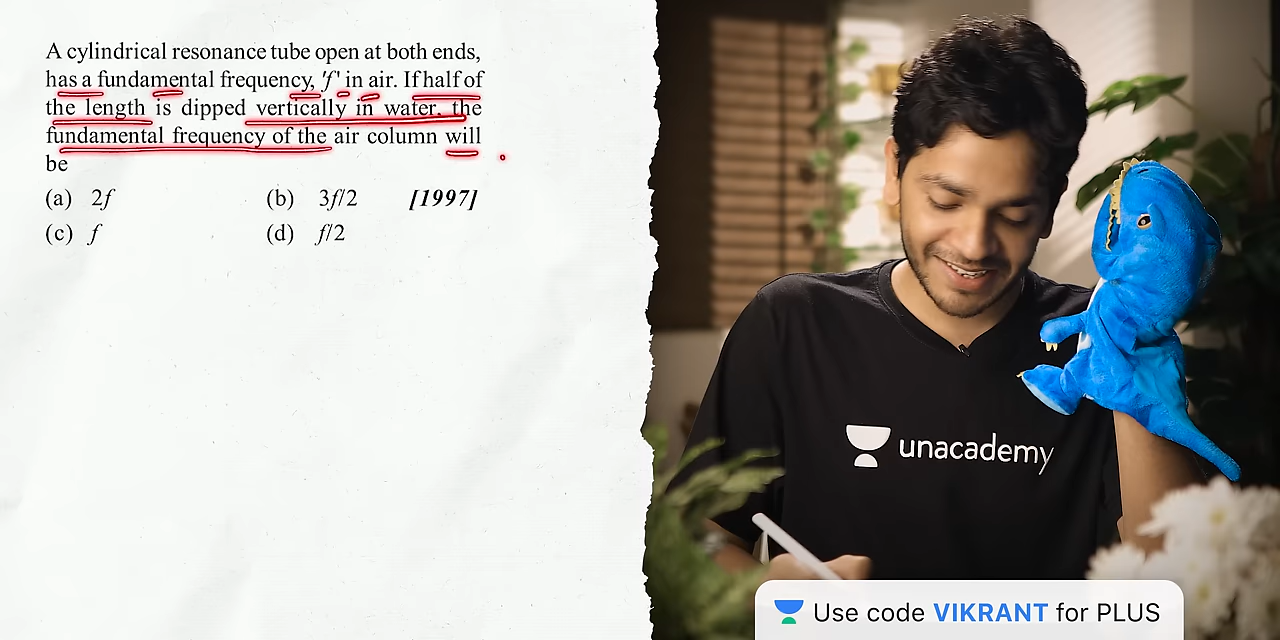 A cylindrical resonance tube open at both ends,
has a fundamental frequency, 'f' in air. If half of
the length is dipped vertically in water, the
fundamental frequency of the air column will
be
(a) 2f (b) 3f/2 [1997]
(c) f (d) f/2
unacademy
Use code VIKRANT for PLUS